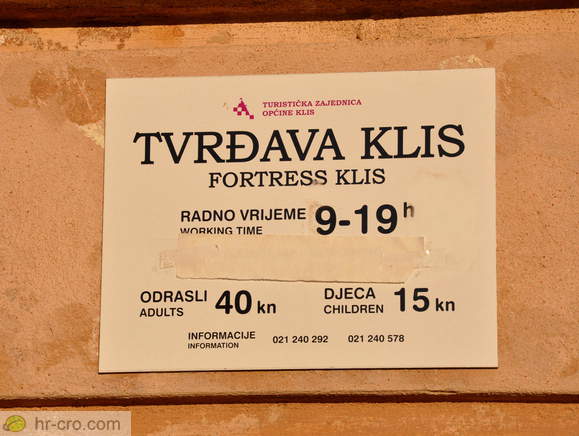 TURISTIČKA ZAJEDNICA
OPĆINE KLIS
TVRĐAVA KLIS
FORTRESS KLIS
RADNO VRIJEME 9-19h
WORKING TIME
ODRASLI 40 kn DJECA 15 kn
ADULTS CHILDREN
INFORMACIJE 021 240 292 021 240 578
INFORMATION
hr-cro.com